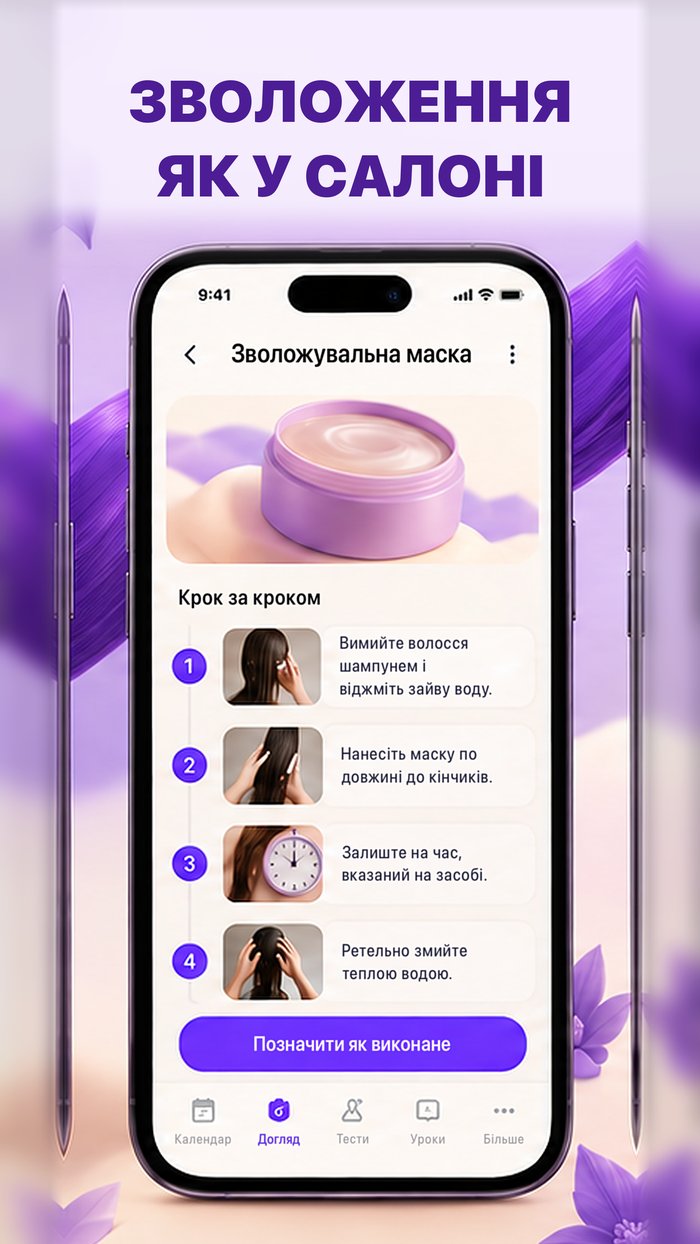 ЗВОЛОЖЕННЯ
ЯК У САЛОНІ
9:41
Зволожувальна маска
Крок за кроком
1
Вимийте волосся
шампунем і
віджміть зайву воду.
2
Нанесіть маску по
довжині до кінчиків.
3
Залиште на час,
вказаний на засобі.
4
Ретельно змийте
теплою водою.
Позначити як виконане
Календар
Догляд
Тести
Уроки
Більше